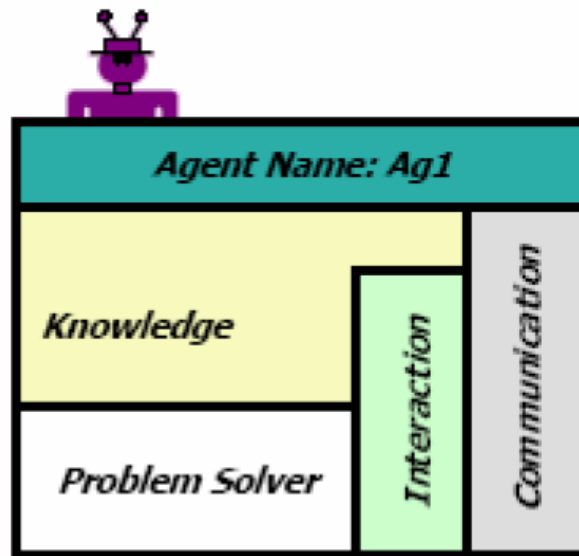 Agent Name: Ag1
Knowledge
Problem Solver
Interaction
Communication